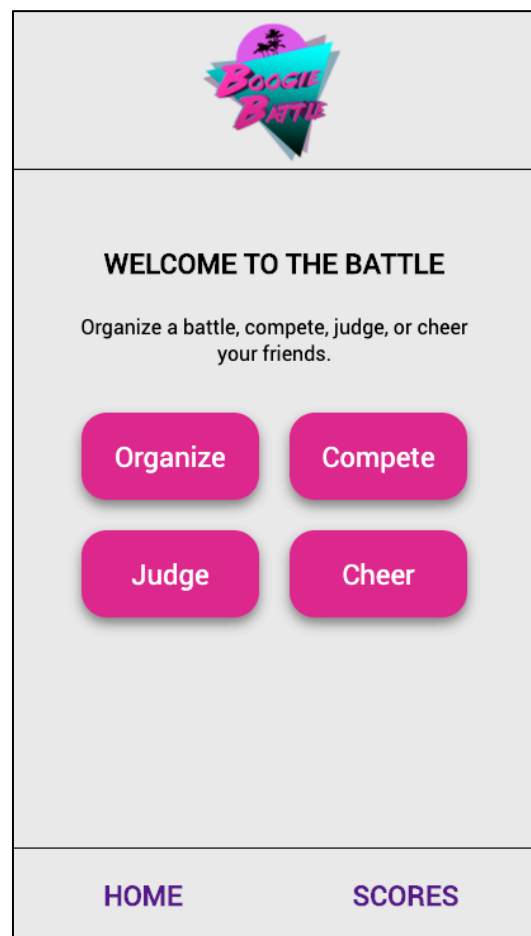 BOOGIE
BATTLE
WELCOME TO THE BATTLE
Organize a battle, compete, judge, or cheer
your friends.
Organize Compete
Judge Cheer
HOME SCORES